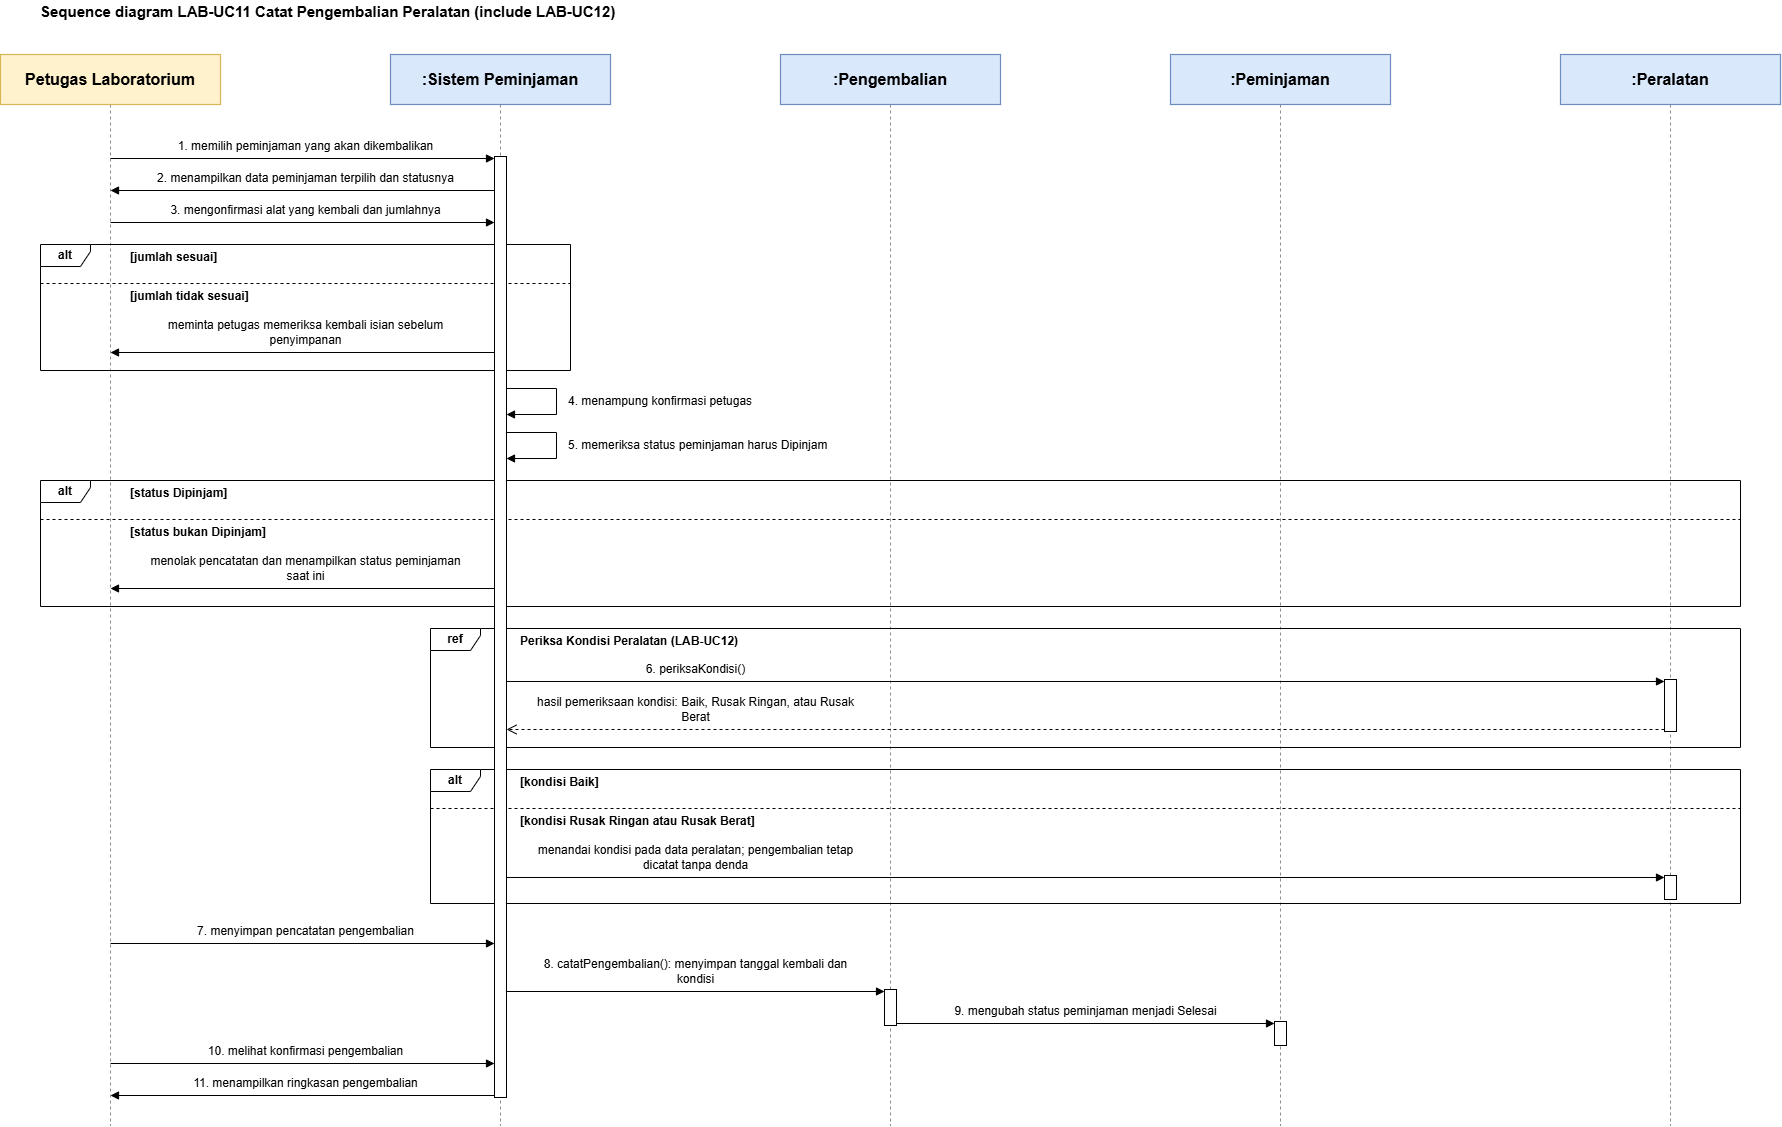 Sequence diagram LAB-UC11 Catat Pengembalian Peralatan (include LAB-UC12)
Petugas Laboratorium
:Sistem Peminjaman
:Pengembalian
:Peminjaman
:Peralatan
1. memilih peminjaman yang akan dikembalikan
2. menampilkan data peminjaman terpilih dan statusnya
3. mengonfirmasi alat yang kembali dan jumlahnya
alt
[jumlah sesuai]
[jumlah tidak sesuai]
meminta petugas memeriksa kembali isian sebelum
penyimpanan
4. menampung konfirmasi petugas
5. memeriksa status peminjaman harus Dipinjam
alt
[status Dipinjam]
[status bukan Dipinjam]
menolak pencatatan dan menampilkan status peminjaman
saat ini
ref
Periksa Kondisi Peralatan (LAB-UC12)
6. periksaKondisi()
hasil pemeriksaan kondisi: Baik, Rusak Ringan, atau Rusak
Berat
alt
[kondisi Baik]
[kondisi Rusak Ringan atau Rusak Berat]
menandai kondisi pada data peralatan; pengembalian tetap
dicatat tanpa denda
7. menyimpan pencatatan pengembalian
8. catatPengembalian(): menyimpan tanggal kembali dan
kondisi
9. mengubah status peminjaman menjadi Selesai
10. melihat konfirmasi pengembalian
11. menampilkan ringkasan pengembalian